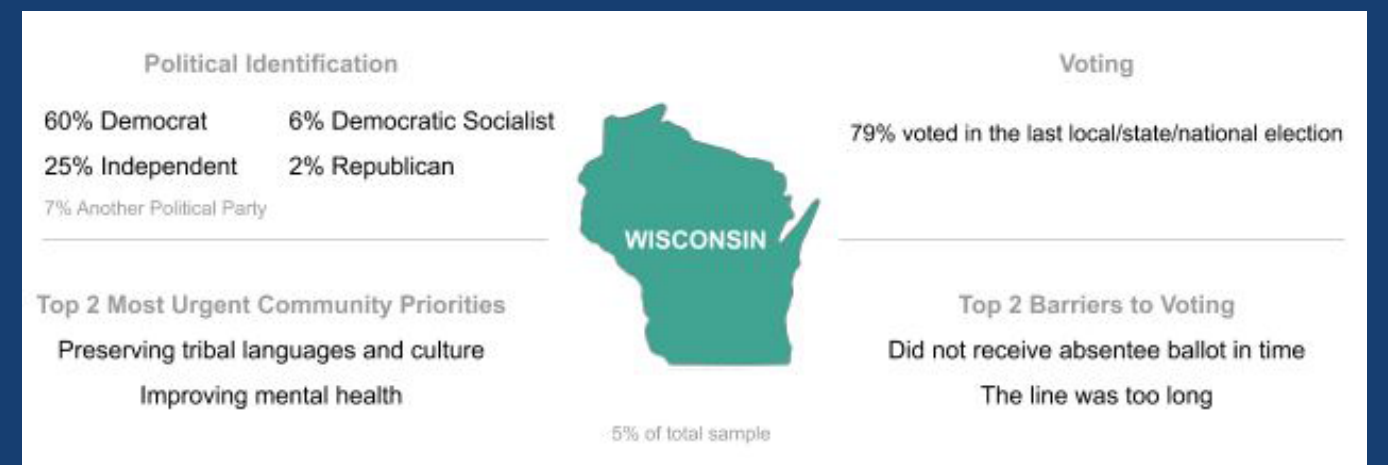 Political Identification
60% Democrat
6% Democratic Socialist
25% Independent
2% Republican
7% Another Political Party
Top 2 Most Urgent Community Priorities
Preserving tribal languages and culture
Improving mental health
WISCONSIN
5% of total sample
Voting
79% voted in the last local/state/national election
Top 2 Barriers to Voting
Did not receive absentee ballot in time
The line was too long